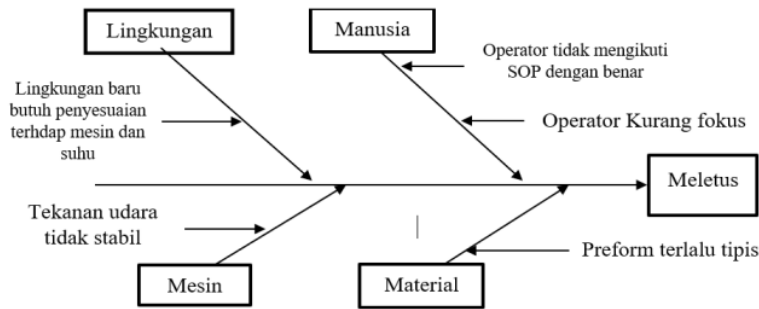 Lingkungan
Manusia
Operator tidak mengikuti
SOP dengan benar
Lingkungan baru
butuh penyesuaian
terhdap mesin dan
suhu
Operator Kurang fokus
Meletus
Tekanan udara
tidak stabil
Preform terlalu tipis
Mesin
Material